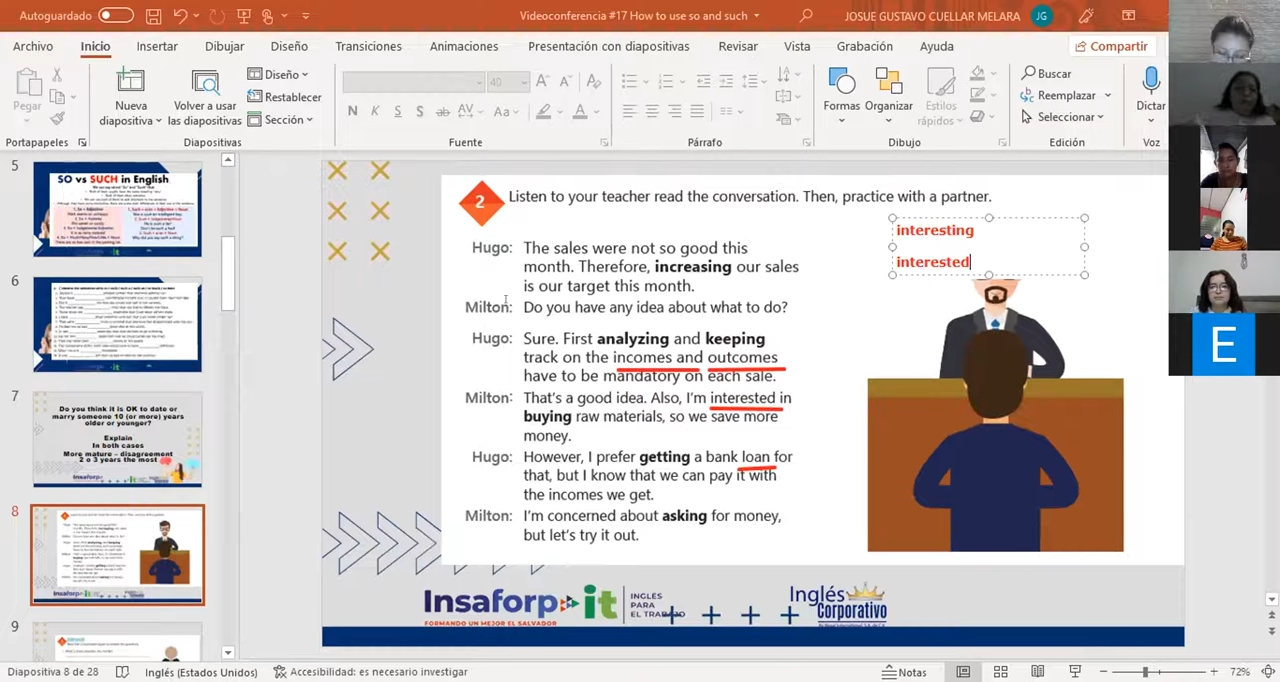 Autoguardado
Videoconferencia #17 How to use so and such
JOSUE GUSTAVO CUELLAR MELARA
JG
Archivo Inicio Insertar Dibujar Diseño Transiciones Animaciones Presentación con diapositivas Revisar Vista Grabación Ayuda
Compartir
Pegar
Nueva diapositiva
Volver a usar las diapositivas
Diseño
Restablecer
Sección
40
Formas
Organizar
Estilos rápidos
Buscar
Reemplazar
Seleccionar
Dictar
Portapapeles
Diapositivas
Fuente
Párrafo
Dibujo
Edición
Voz
5
SO vs SUCH in English
6
7
Do you think it is OK to date or
marry someone 10 (or more) years
older or younger?
Explain
In both cases
More mature – disagreement
2 o 3 years the most
8
9
2
Listen to your teacher read the conversation. Then, practice with a partner.
interesting
interested
Hugo: The sales were not so good this
month. Therefore, increasing our sales
is our target this month.
Milton: Do you have any idea about what to do?
Hugo: Sure. First analyzing and keeping
track on the incomes and outcomes
have to be mandatory on each sale.
Milton: That's a good idea. Also, I'm interested in
buying raw materials, so we save more
money.
Hugo: However, I prefer getting a bank loan for
that, but I know that we can pay it with
the incomes we get.
Milton: I'm concerned about asking for money,
but let's try it out.
Insaforp it
INGLÉS
PARA
EL TRABAJO
FORMANDO UN MEJOR EL SALVADOR
Inglés
Corporativo
E
Diapositiva 8 de 28
Inglés (Estados Unidos)
Accesibilidad: es necesario investigar
Notas
72%